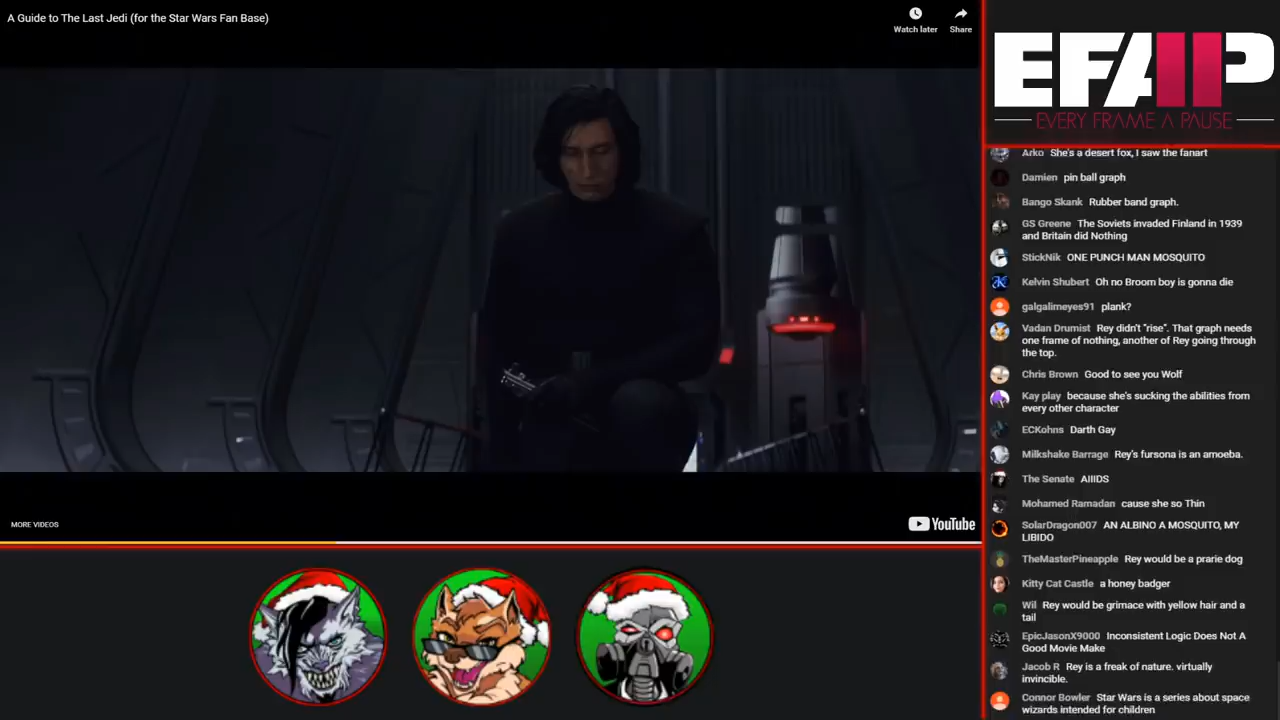 A Guide to The Last Jedi (for the Star Wars Fan Base)
Watch later
Share
MORE VIDEOS
YouTube
EFAP
EVERY FRAME A PAUSE
Arko She's a desert fox, I saw the fanart
Damien pin ball graph
Bango Skank Rubber band graph.
GS Greene The Soviets invaded Finland in 1939
and Britain did Nothing
StickNik ONE PUNCH MAN MOSQUITO
Kelvin Shubert Oh no Broom boy is gonna die
galgalimeyes91 plank?
Vadan Drumist Rey didn't "rise". That graph needs
one frame of nothing, another of Rey going through
the top.
Chris Brown Good to see you Wolf
Kay play because she's sucking the abilities from
every other character
ECKohns Darth Gay
Milkshake Barrage Rey's fursona is an amoeba.
The Senate AIIIDS
Mohamed Ramadan cause she so Thin
SolarDragon007 AN ALBINO A MOSQUITO, MY
LIBIDO
TheMasterPineapple Rey would be a prarie dog
Kitty Cat Castle a honey badger
Wil Rey would be grimace with yellow hair and a
tail
EpicJasonX9000 Inconsistent Logic Does Not A
Good Movie Make
Jacob R Rey is a freak of nature. virtually
invincible.
Connor Bowler Star Wars is a series about space
wizards intended for children